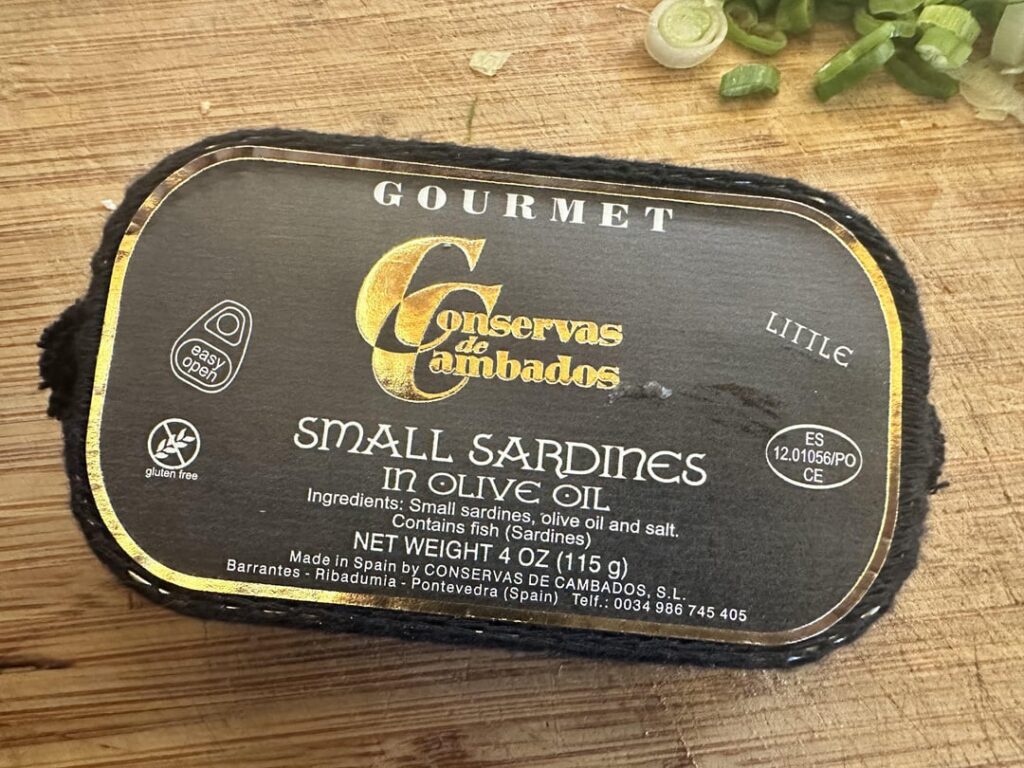 GOURMET
Conservas
de
Cambados
LITTLE
easy
open
gluten free
ES
12.01056/PO
CE
SMALL SARDINES
IN OLIVE OIL
Ingredients: Small sardines, olive oil and salt.
Contains fish (Sardines)
NET WEIGHT 4 OZ (115 g)
Made in Spain by CONSERVAS DE CAMBADOS, S.L.
Barrantes - Ribadumia - Pontevedra (Spain) Telf.: 0034 986 745 405